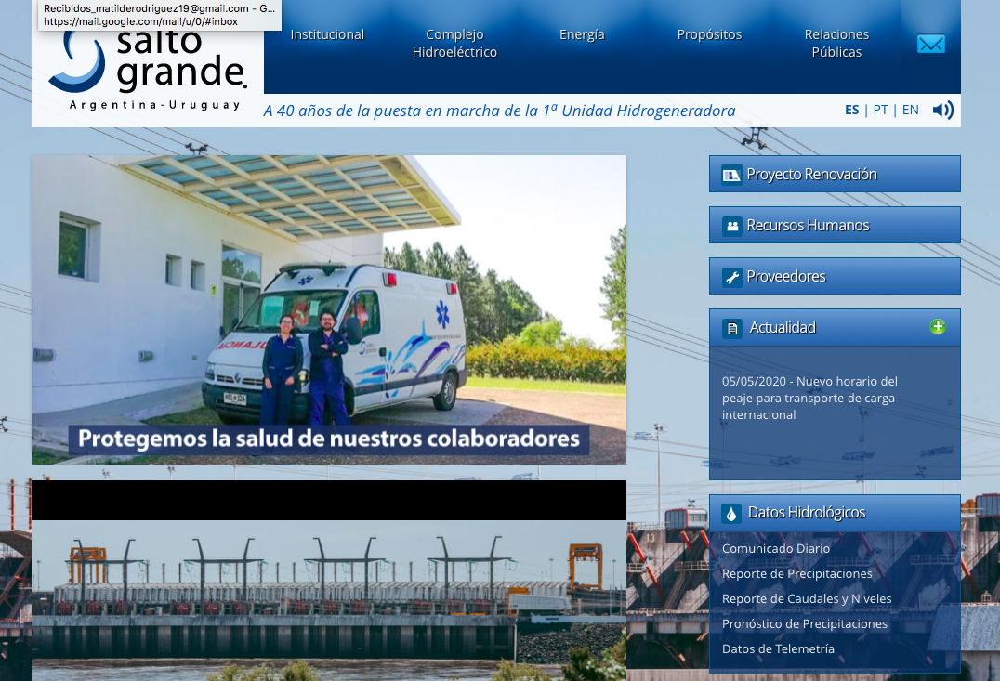 Recibidos_matilderodriguez19@gmail.com - G...
https://mail.google.com/mail/u/0/#inbox
salto
grande.
Argentina-Uruguay
Institucional
Complejo
Hidroeléctrico
Energía
Propósitos
Relaciones
Públicas
A 40 años de la puesta en marcha de la 1ª Unidad Hidrogeneradora
ES | PT | EN
AMBULANCIA
salto
grande
Protegemos la salud de nuestros colaboradores
Proyecto Renovación
Recursos Humanos
Proveedores
Actualidad
05/05/2020 - Nuevo horario del
peaje para transporte de carga
internacional
Datos Hidrológicos
Comunicado Diario
Reporte de Precipitaciones
Reporte de Caudales y Niveles
Pronóstico de Precipitaciones
Datos de Telemetría
13